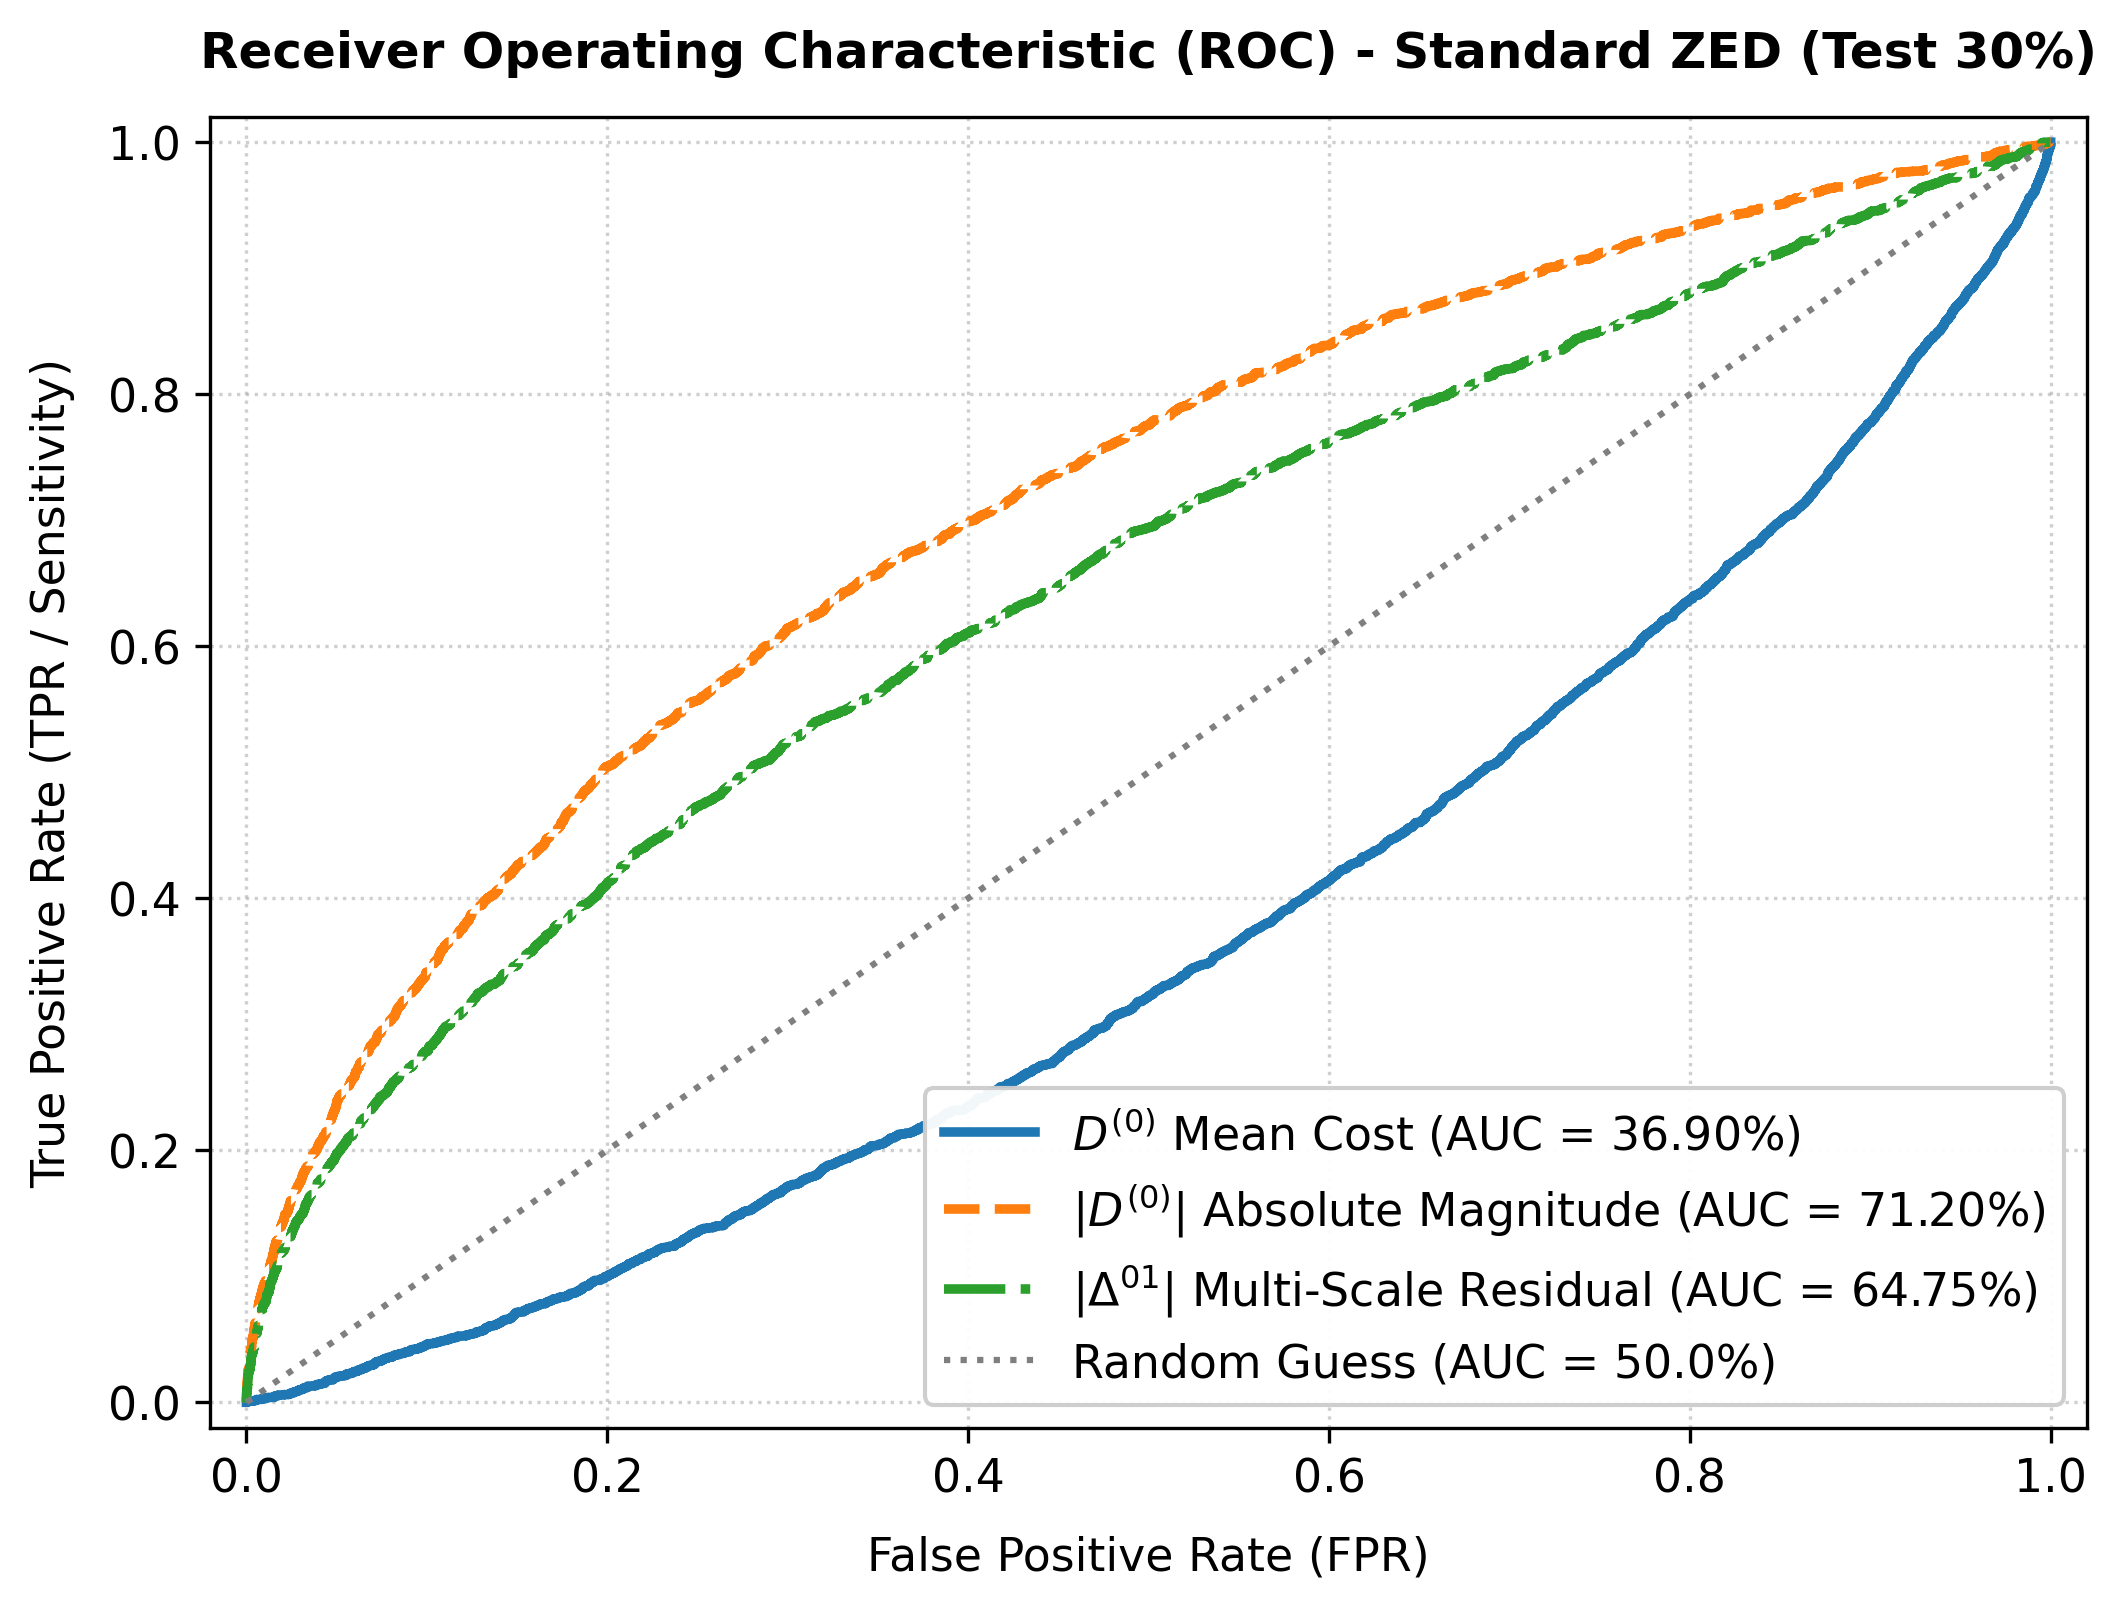 Receiver Operating Characteristic (ROC) - Standard ZED (Test 30%)
True Positive Rate (TPR / Sensitivity)
1.0
0.8
0.6
0.4
0.2
0.0
D⁽⁰⁾ Mean Cost (AUC = 36.90%)
|D⁽⁰⁾| Absolute Magnitude (AUC = 71.20%)
|Δ⁰¹| Multi-Scale Residual (AUC = 64.75%)
Random Guess (AUC = 50.0%)
0.0 0.2 0.4 0.6 0.8 1.0
False Positive Rate (FPR)